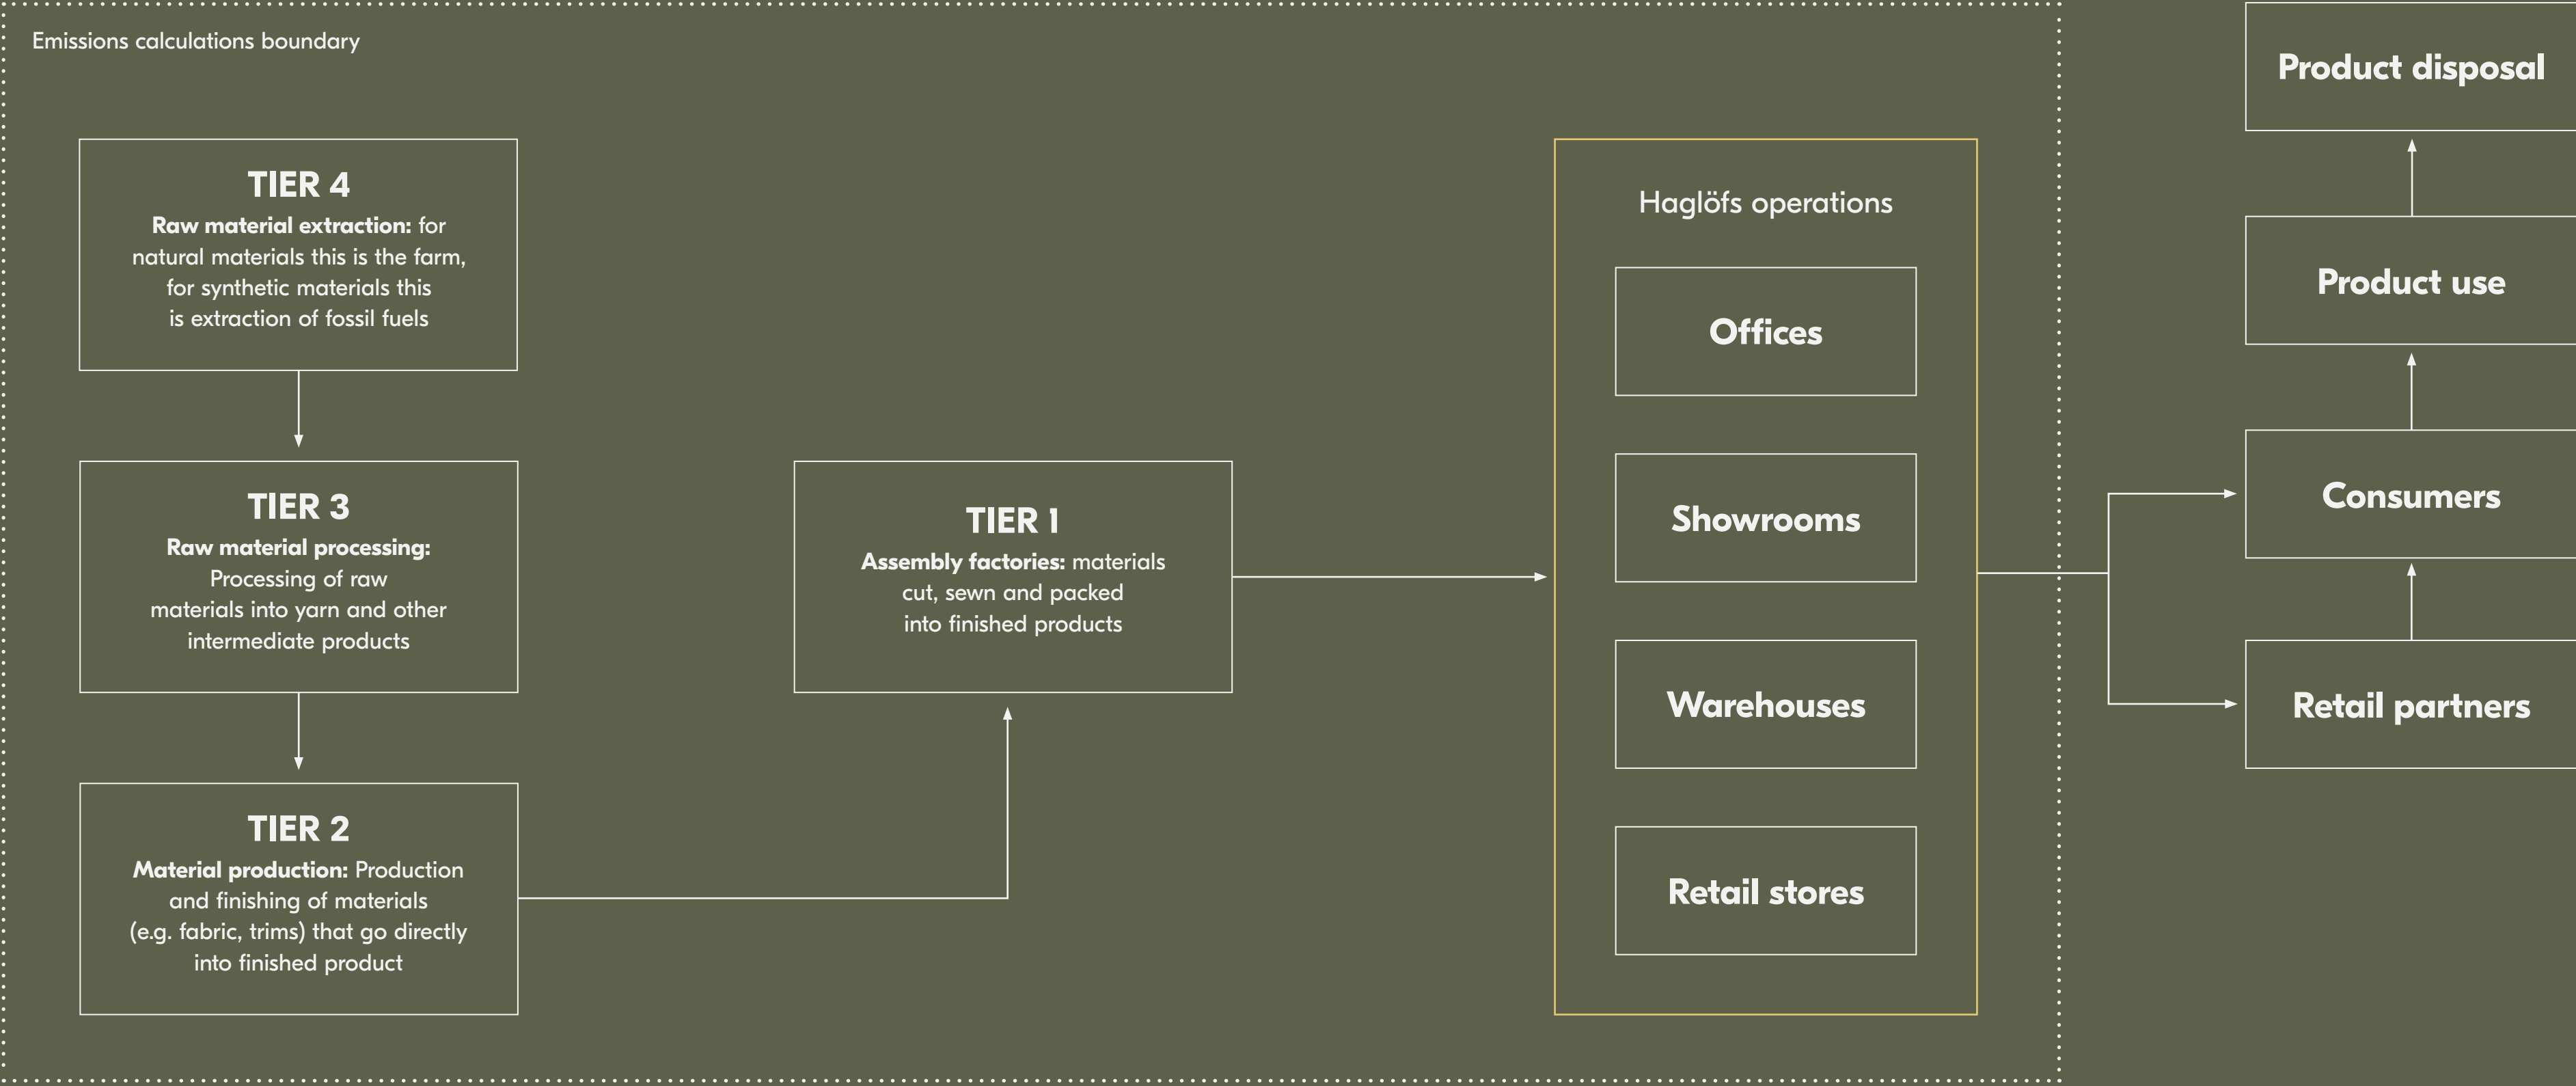 Emissions calculations boundary
TIER 4
Raw material extraction: for
natural materials this is the farm,
for synthetic materials this
is extraction of fossil fuels
TIER 3
Raw material processing:
Processing of raw
materials into yarn and other
intermediate products
TIER 2
Material production: Production
and finishing of materials
(e.g. fabric, trims) that go directly
into finished product
TIER 1
Assembly factories: materials
cut, sewn and packed
into finished products
Haglöfs operations
Offices
Showrooms
Warehouses
Retail stores
Product disposal
Product use
Consumers
Retail partners